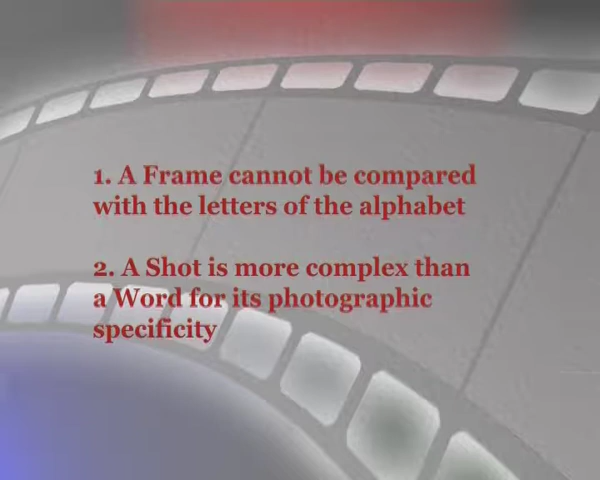 1. A Frame cannot be compared
with the letters of the alphabet
2. A Shot is more complex than
a Word for its photographic
specificity